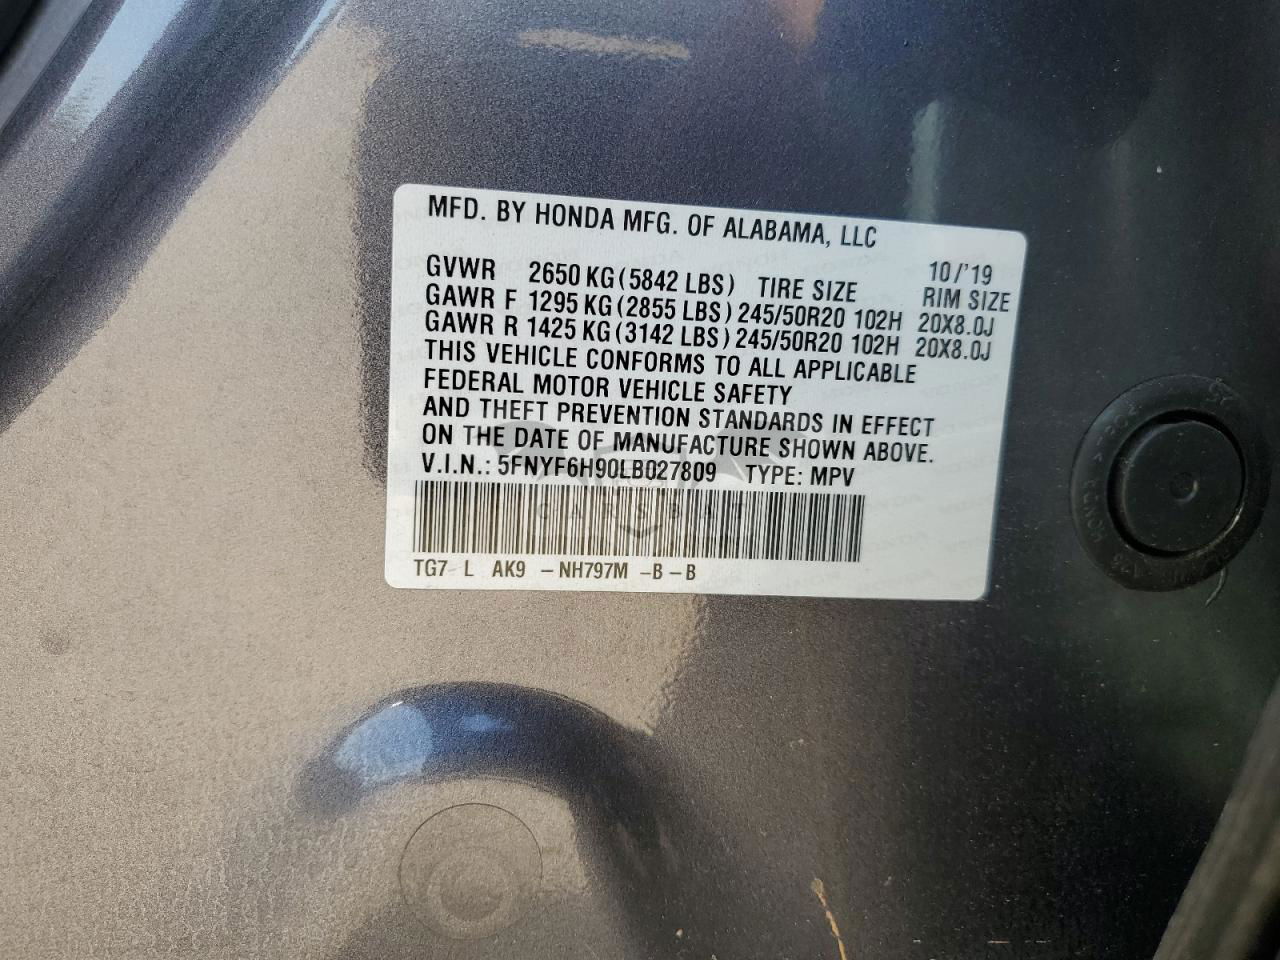 MFD. BY HONDA MFG. OF ALABAMA, LLC
10/'19
GVWR 2650 KG (5842 LBS) TIRE SIZE RIM SIZE
GAWR F 1295 KG (2855 LBS) 245/50R20 102H 20X8.0J
GAWR R 1425 KG (3142 LBS) 245/50R20 102H 20X8.0J
THIS VEHICLE CONFORMS TO ALL APPLICABLE
FEDERAL MOTOR VEHICLE SAFETY
AND THEFT PREVENTION STANDARDS IN EFFECT
ON THE DATE OF MANUFACTURE SHOWN ABOVE.
V.I.N.: 5FNYF6H90LB027809 TYPE: MPV
TG7 L AK9 - NH797M - B - B